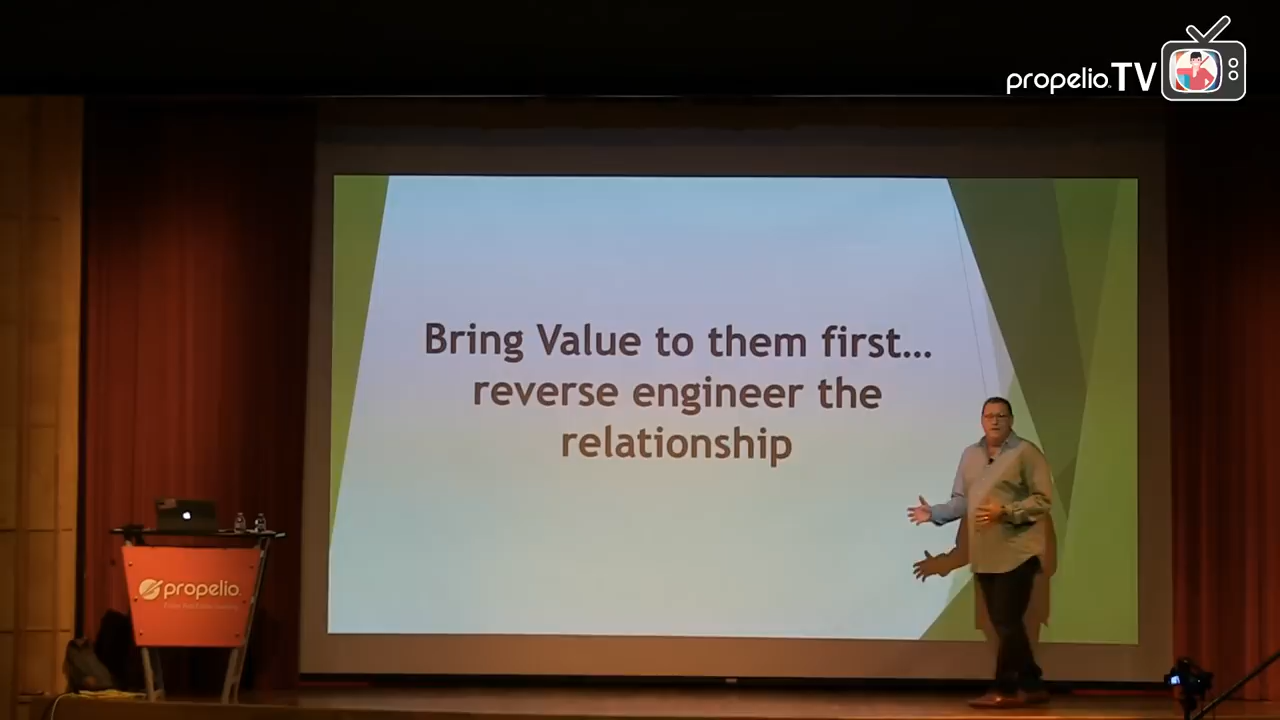 propelio TV
Bring Value to them first...
reverse engineer the
relationship
propelio